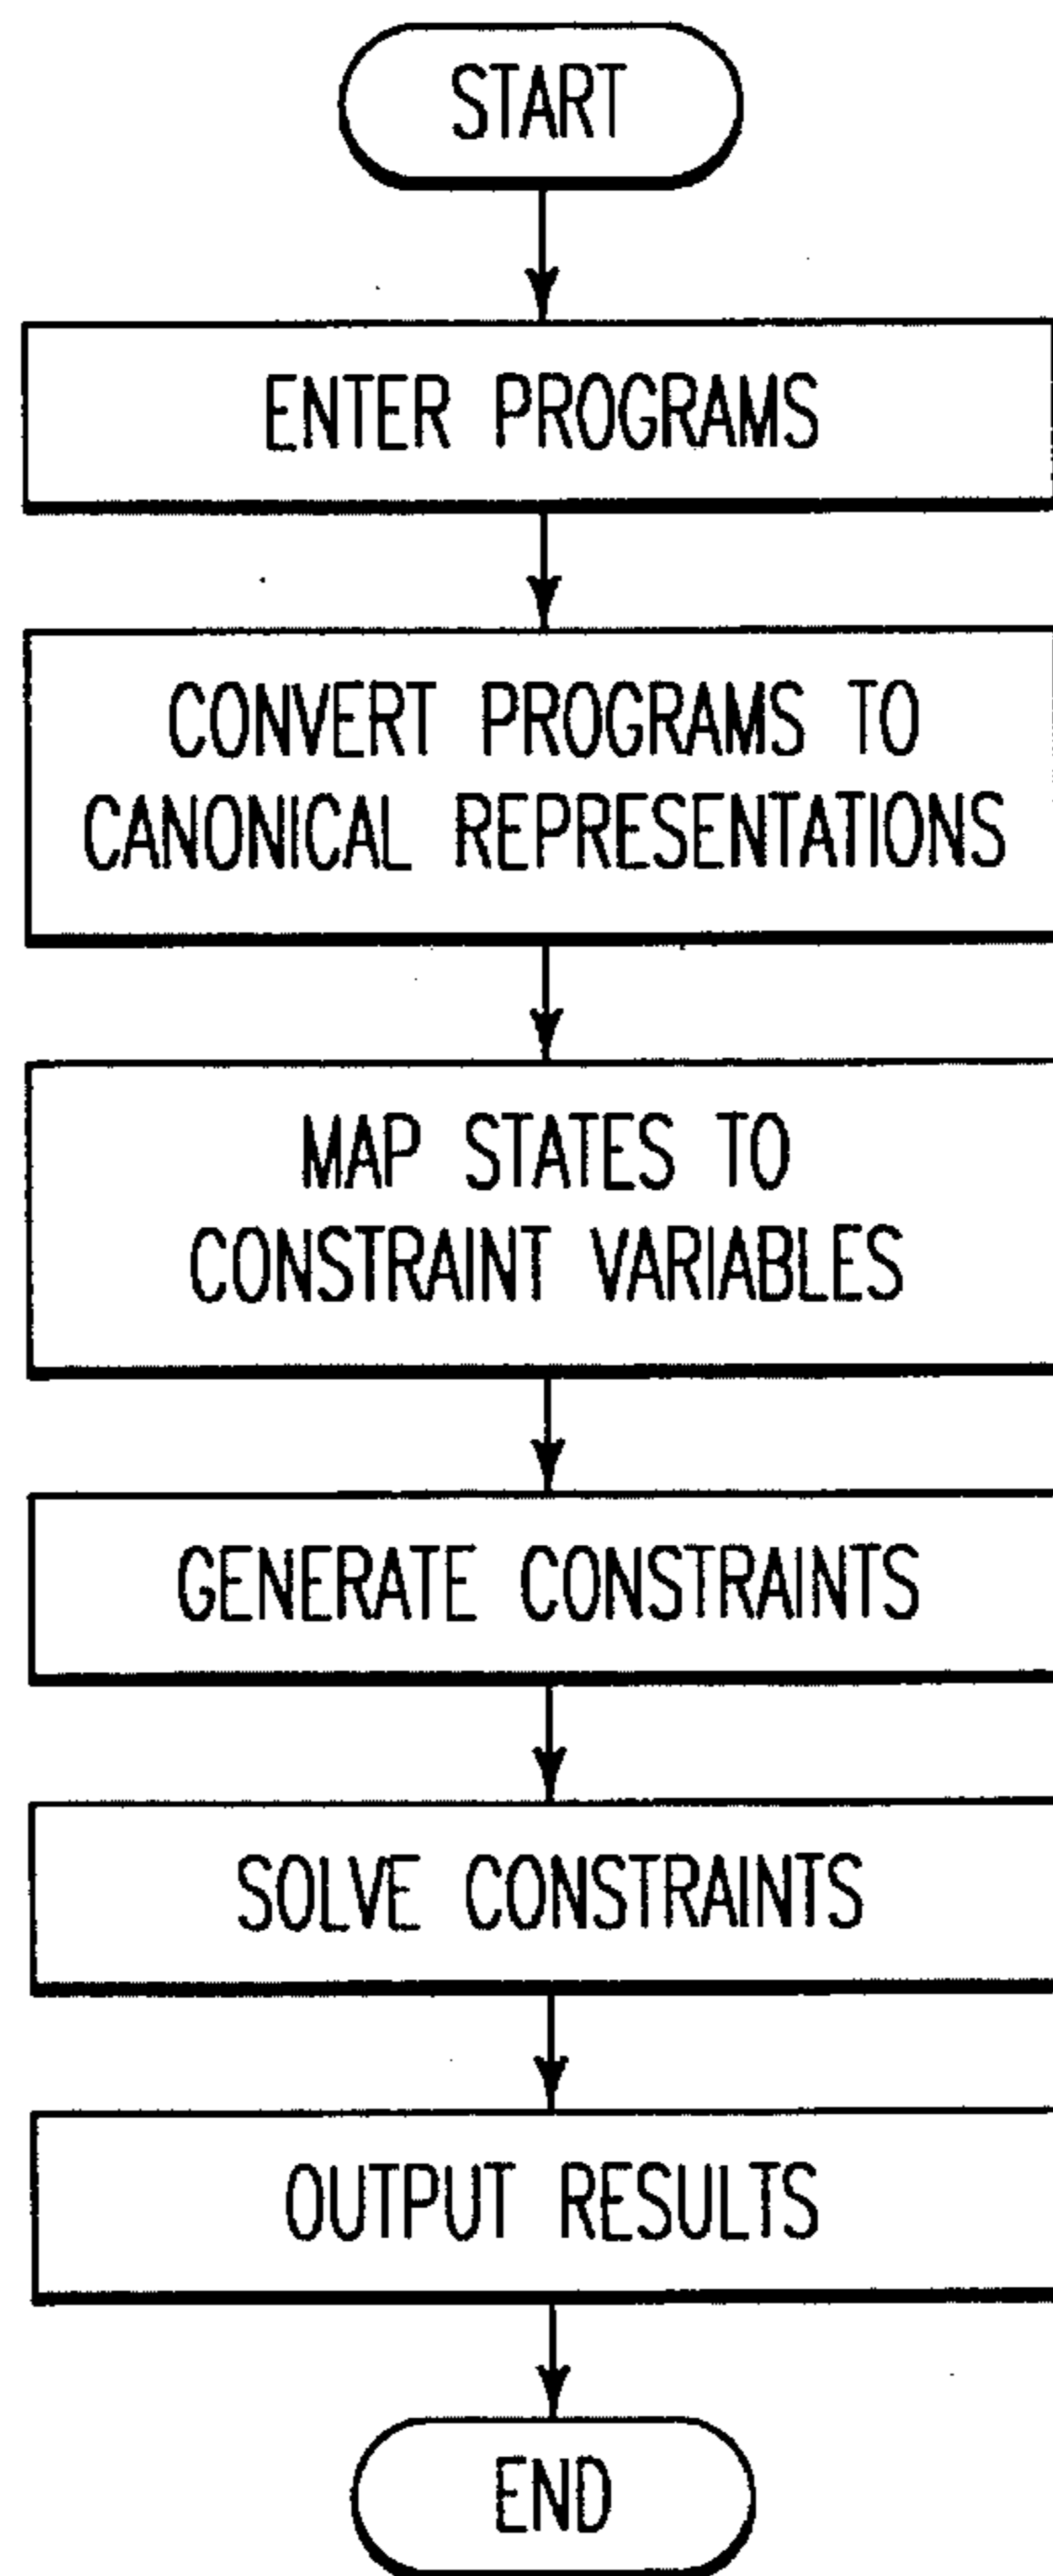 START
ENTER PROGRAMS
CONVERT PROGRAMS TO
CANONICAL REPRESENTATIONS
MAP STATES TO
CONSTRAINT VARIABLES
GENERATE CONSTRAINTS
SOLVE CONSTRAINTS
OUTPUT RESULTS
END